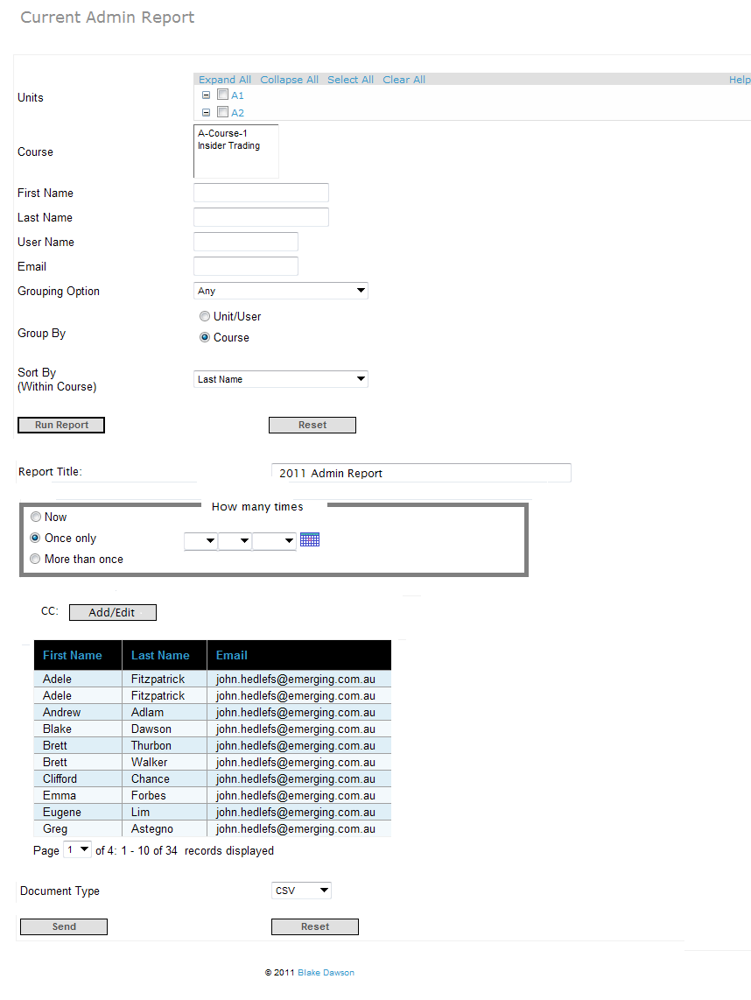 Current Admin Report
Expand All Collapse All Select All Clear All Help
Units
A1
A2
Course
A-Course-1
Insider Trading
First Name
Last Name
User Name
Email
Grouping Option Any
Group By
Unit/User
Course
Sort By
(Within Course)
Last Name
Run Report Reset
Report Title: 2011 Admin Report
How many times
Now
Once only
More than once
CC: Add/Edit
First Name Last Name Email
Adele Fitzpatrick john.hedlefs@emerging.com.au
Adele Fitzpatrick john.hedlefs@emerging.com.au
Andrew Adlam john.hedlefs@emerging.com.au
Blake Dawson john.hedlefs@emerging.com.au
Brett Thurbon john.hedlefs@emerging.com.au
Brett Walker john.hedlefs@emerging.com.au
Clifford Chance john.hedlefs@emerging.com.au
Emma Forbes john.hedlefs@emerging.com.au
Eugene Lim john.hedlefs@emerging.com.au
Greg Astegno john.hedlefs@emerging.com.au
Page 1 of 4: 1 - 10 of 34 records displayed
Document Type CSV
Send Reset
© 2011 Blake Dawson